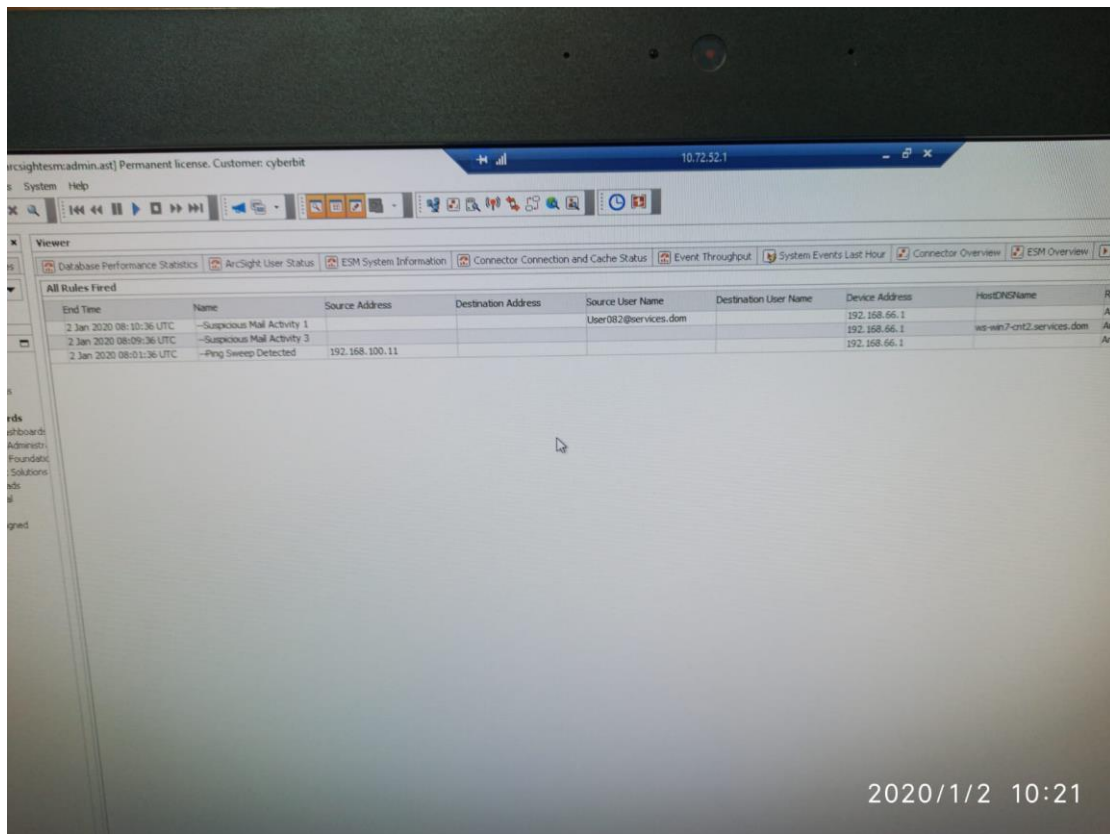 rcsightesm:admin.ast] Permanent license. Customer: cyberbit
10.72.52.1
s System Help
Viewer
Database Performance Statistics ArcSight User Status ESM System Information Connector Connection and Cache Status Event Throughput System Events Last Hour Connector Overview ESM Overview
All Rules Fired
End Time Name Source Address Destination Address Source User Name Destination User Name Device Address HostDNSName
2 Jan 2020 08:10:36 UTC --Suspicious Mail Activity 1 User082@services.dom 192.168.66.1
2 Jan 2020 08:09:36 UTC --Suspicious Mail Activity 3 192.168.66.1 ws-win7-cnt2.services.dom
2 Jan 2020 08:01:36 UTC --Ping Sweep Detected 192.168.100.11 192.168.66.1
rds
shboards
Administr
Foundatic
Solutions
ads
al
gned
2020/1/2 10:21